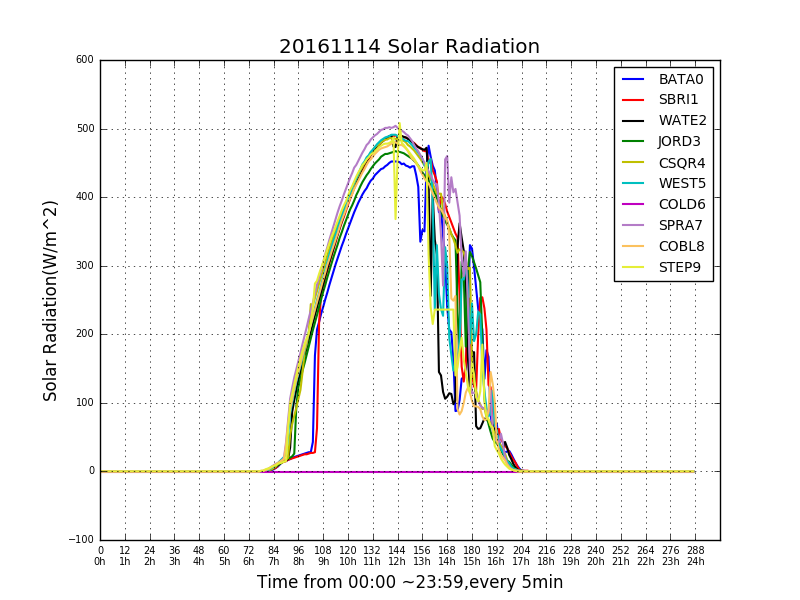 20161114 Solar Radiation
600
500
400
300
200
100
0
−100
Solar Radiation(W/m^2)
BATA0
SBRI1
WATE2
JORD3
CSQR4
WEST5
COLD6
SPRA7
COBL8
STEP9
0 12 24 36 48 60 72 84 96 108 120 132 144 156 168 180 192 204 216 228 240 252 264 276 288
0h 1h 2h 3h 4h 5h 6h 7h 8h 9h 10h 11h 12h 13h 14h 15h 16h 17h 18h 19h 20h 21h 22h 23h 24h
Time from 00:00 ~23:59,every 5min